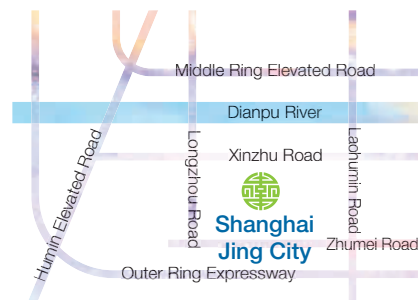 Middle Ring Elevated Road
Dianpu River
Humin Elevated Road
Longzhou Road
Xinzhu Road
Laohumin Road
Shanghai
Jing City
Zhumei Road
Outer Ring Expressway